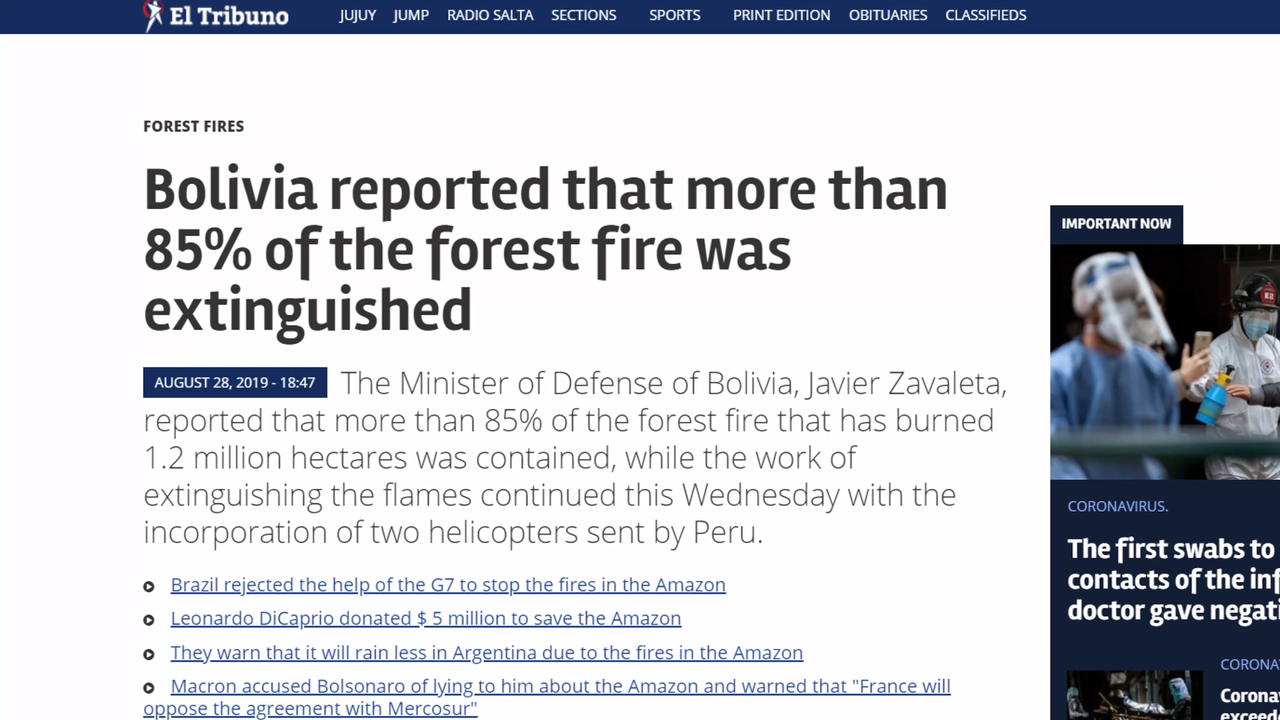 El Tribuno
JUJUY JUMP RADIO SALTA SECTIONS SPORTS PRINT EDITION OBITUARIES CLASSIFIEDS
FOREST FIRES
Bolivia reported that more than
85% of the forest fire was
extinguished
AUGUST 28, 2019 - 18:47 The Minister of Defense of Bolivia, Javier Zavaleta,
reported that more than 85% of the forest fire that has burned
1.2 million hectares was contained, while the work of
extinguishing the flames continued this Wednesday with the
incorporation of two helicopters sent by Peru.
Brazil rejected the help of the G7 to stop the fires in the Amazon
Leonardo DiCaprio donated $ 5 million to save the Amazon
They warn that it will rain less in Argentina due to the fires in the Amazon
Macron accused Bolsonaro of lying to him about the Amazon and warned that "France will
oppose the agreement with Mercosur"
IMPORTANT NOW
CORONAVIRUS.
The first swabs to
contacts of the inf
doctor gave negati
CORONA
Corona
exceed